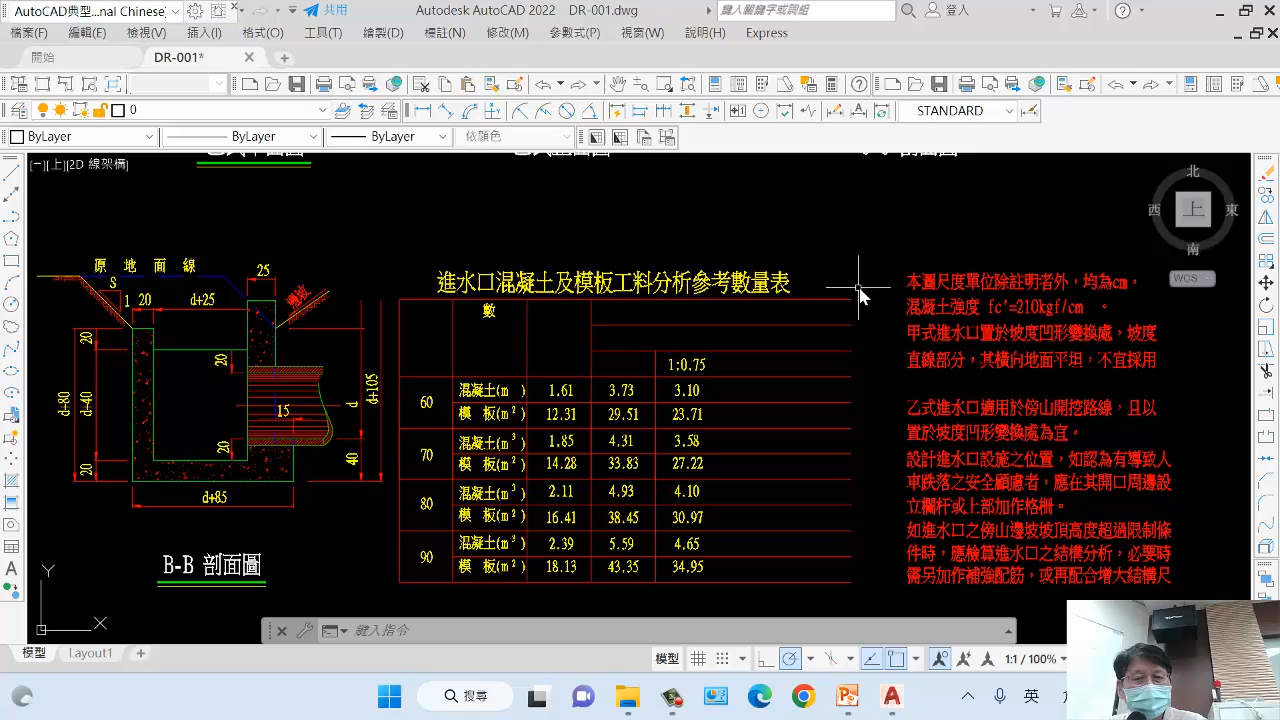 AutoCAD典型...nal Chinese
共用
Autodesk AutoCAD 2022 DR-001.dwg
鍵入關鍵字或詞組
登入
檔案(F) 編輯(E) 檢視(V) 插入(I) 格式(O) 工具(T) 繪製(D) 標註(N) 修改(M) 參數式(P) 視窗(W) 說明(H) Express
開始 DR-001*
0
STANDARD
ByLayer ByLayer ByLayer 依顏色
[-][上][2D 線架構]
北
西 上 東
南
WCS
原 地 面 線
25
S
1 20 d+25
20
20
d-80
d+40
d
d+105
15
20
20
40
d+85
B-B 剖面圖
進水口混凝土及模板工料分析參考數量表
數
1:0.75
60 混凝土(m ) 1.61 3.73 3.10
模 板(m²) 12.31 29.51 23.71
70 混凝土(m³) 1.85 4.31 3.58
模 板(m²) 14.28 33.83 27.22
80 混凝土(m³) 2.11 4.93 4.10
模 板(m²) 16.41 38.45 30.97
90 混凝土(m³) 2.39 5.59 4.65
模 板(m²) 18.13 43.35 34.95
本圖尺度單位除註明者外，均為cm。
混凝土強度 fc'=210kgf/cm 。
甲式進水口置於坡度凹形變換處，坡度
直線部分，其橫向地面平坦，不宜採用
乙式進水口適用於傍山開挖路線，且以
置於坡度凹形變換處為宜。
設計進水口設施之位置，如認為有導致人
車跌落之安全顧慮者，應在其開口周邊設
立欄杆或上部加作格柵。
如進水口之傍山邊坡坡頂高度超過限制條
件時，應檢算進水口之結構分析，必要時
需另加作補強配筋，或再配合增大結構尺
Y
X
鍵入指令
模型 Layout1
模型
1:1 / 100%
搜尋
英